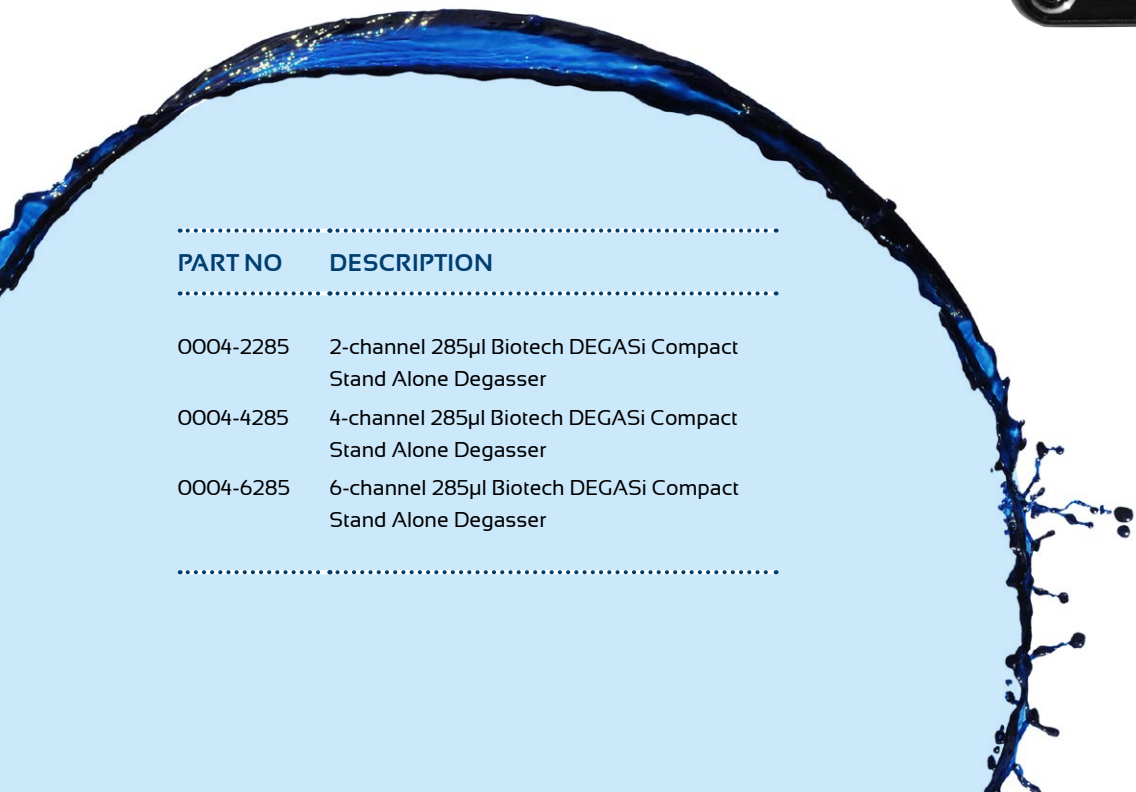 PART NO DESCRIPTION
0004-2285 2-channel 285µl Biotech DEGASi Compact
Stand Alone Degasser
0004-4285 4-channel 285µl Biotech DEGASi Compact
Stand Alone Degasser
0004-6285 6-channel 285µl Biotech DEGASi Compact
Stand Alone Degasser